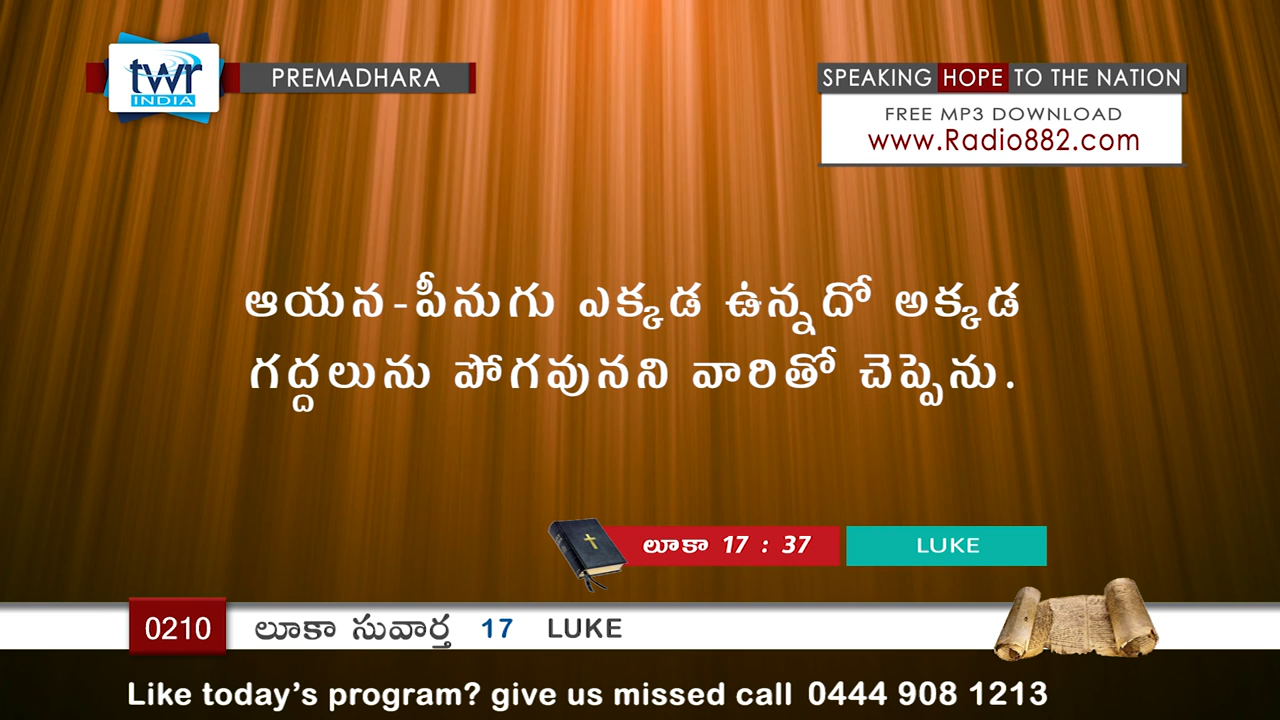 twr
INDIA
PREMADHARA
SPEAKING HOPE TO THE NATION
FREE MP3 DOWNLOAD
www.Radio882.com
ఆయన-పీనుగు ఎక్కడ ఉన్నదో అక్కడ
గద్దలును పోగవునని వారితో చెప్పెను.
లూకా 17 : 37 LUKE
0210 లూకా సువార్త 17 LUKE
Like today's program? give us missed call 0444 908 1213